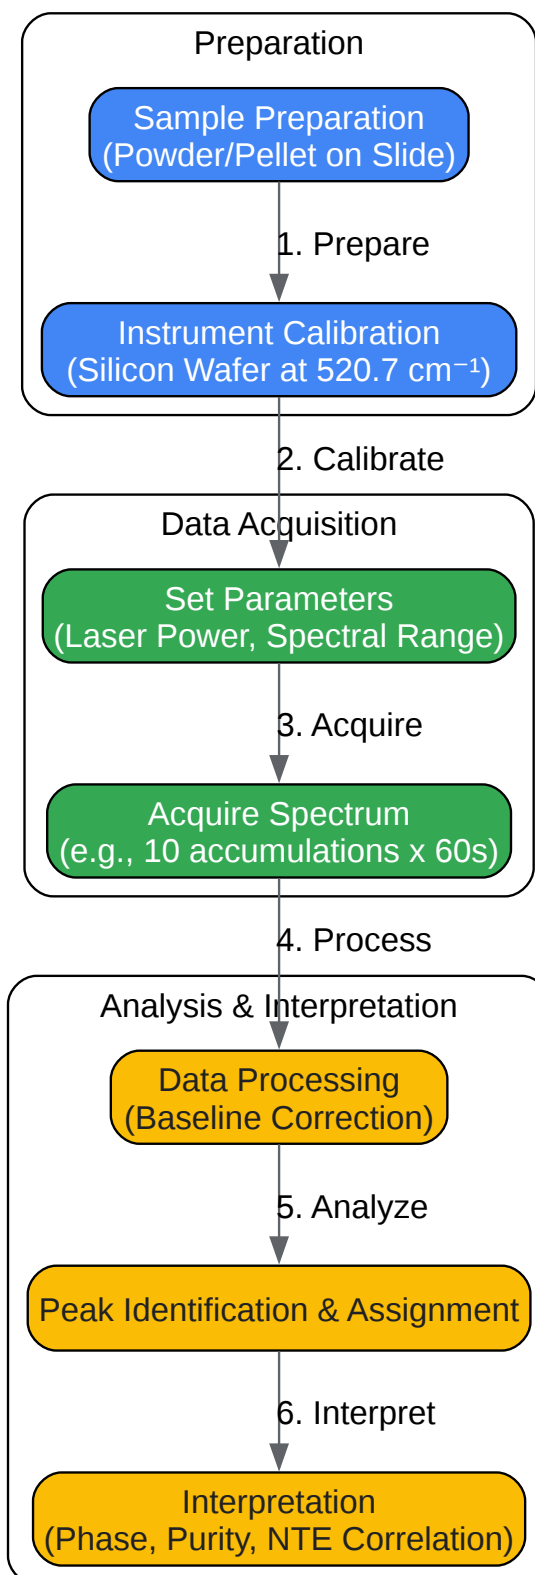 Preparation
Sample Preparation
(Powder/Pellet on Slide)
1. Prepare
Instrument Calibration
(Silicon Wafer at 520.7 cm⁻¹)
2. Calibrate
Data Acquisition
Set Parameters
(Laser Power, Spectral Range)
3. Acquire
Acquire Spectrum
(e.g., 10 accumulations x 60s)
4. Process
Analysis & Interpretation
Data Processing
(Baseline Correction)
5. Analyze
Peak Identification & Assignment
6. Interpret
Interpretation
(Phase, Purity, NTE Correlation)